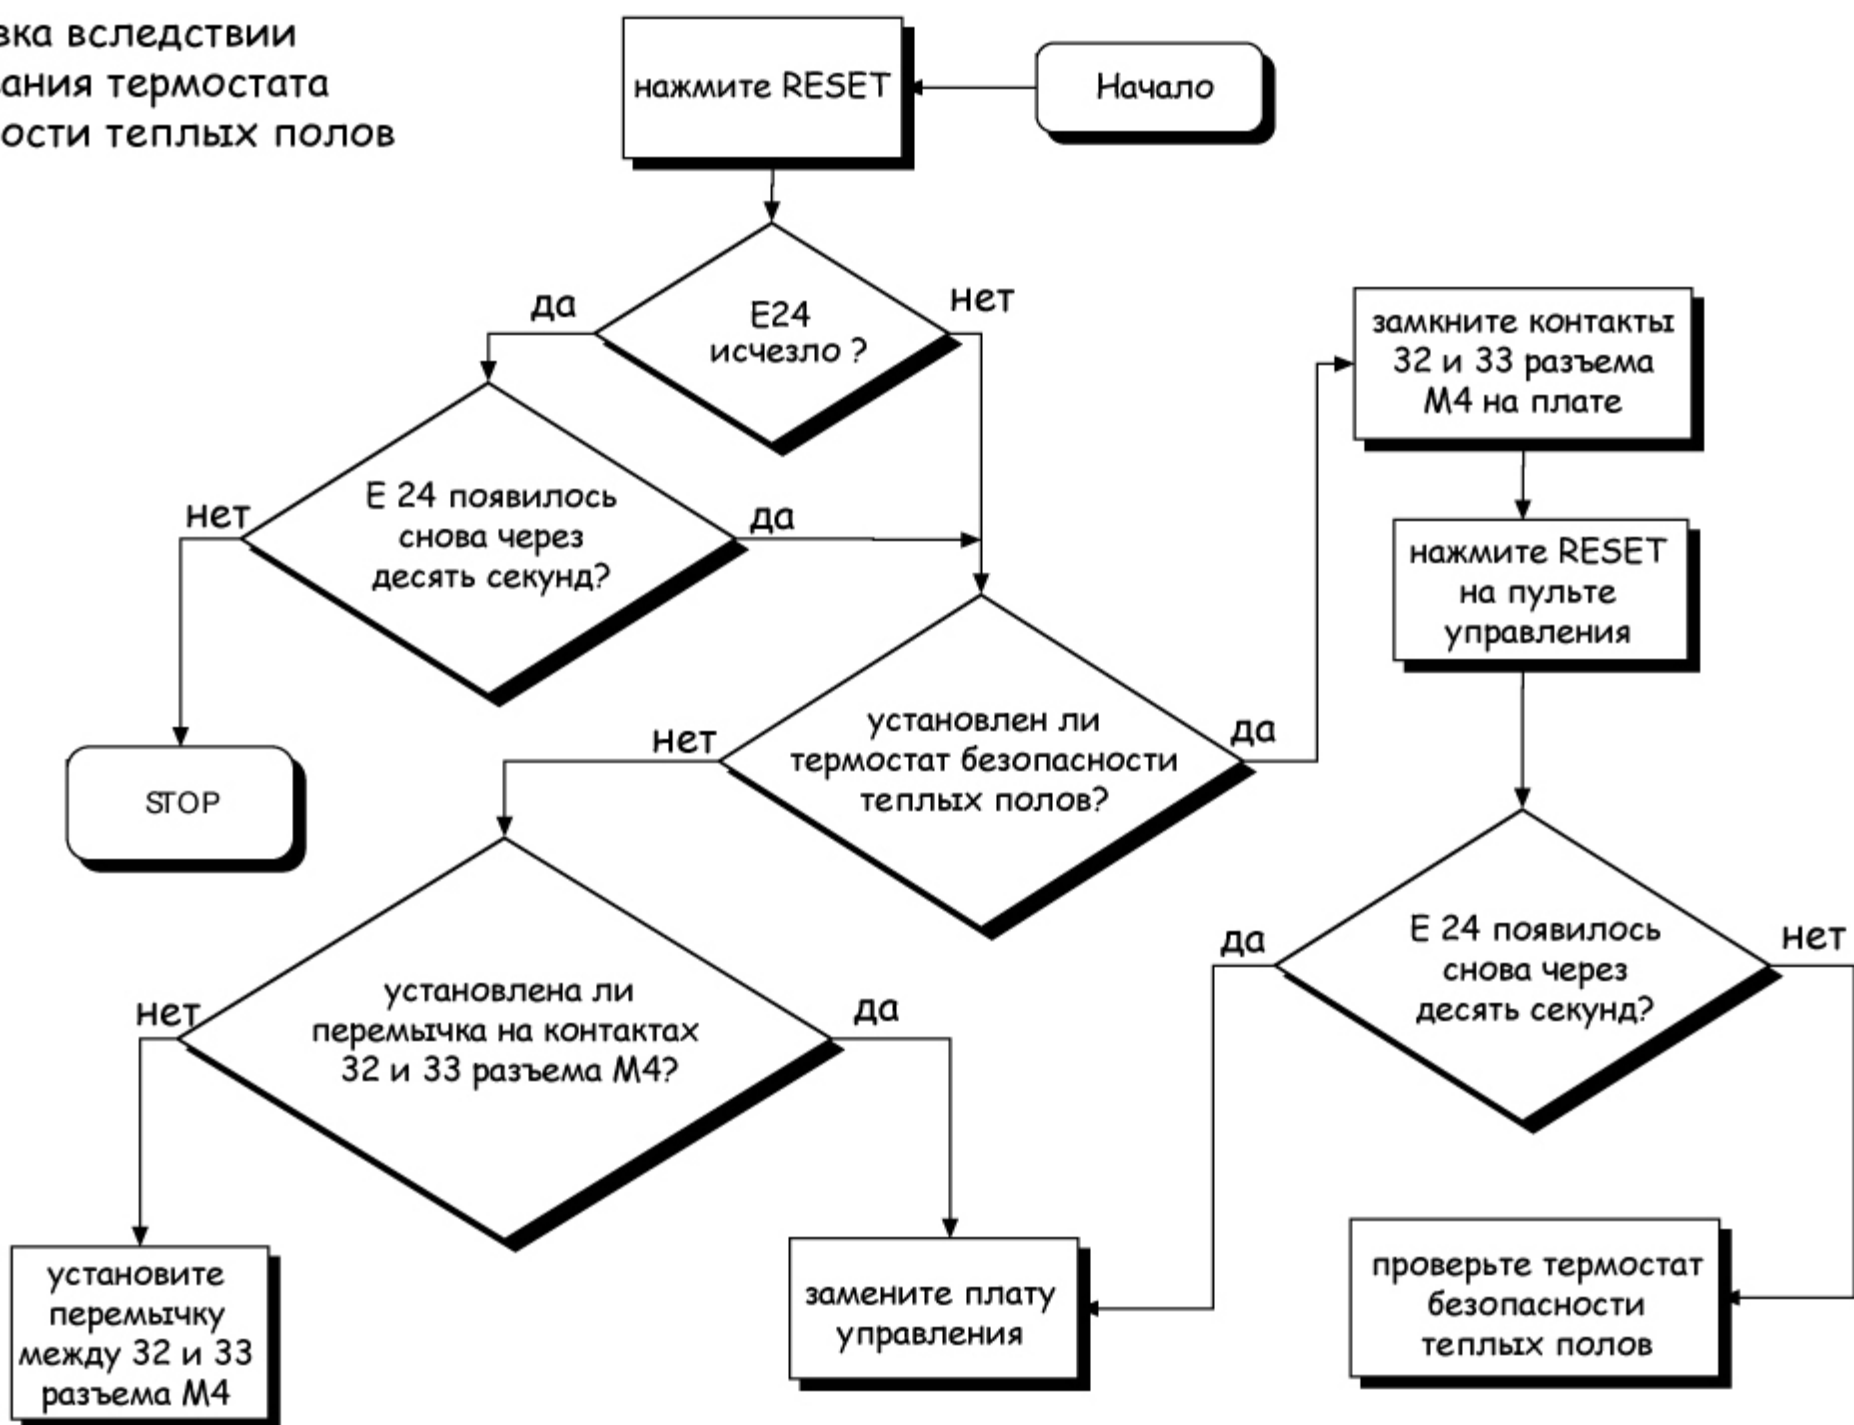 вка вследствии
ания термостата
ости теплых полов
нажмите RESET
Начало
да
E24
исчезло ?
нет
замкните контакты
32 и 33 разъема
M4 на плате
нет
E 24 появилось
снова через
десять секунд?
да
нажмите RESET
на пульте
управления
STOP
нет
установлен ли
термостат безопасности
теплых полов?
да
нет
установлена ли
перемычка на контактах
32 и 33 разъема M4?
да
да
E 24 появилось
снова через
десять секунд?
нет
установите
перемычку
между 32 и 33
разъема M4
замените плату
управления
проверьте термостат
безопасности
теплых полов